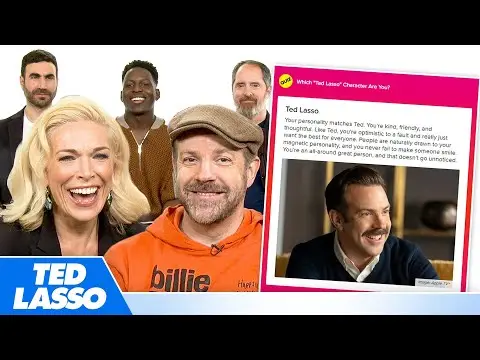 QUIZ
Which "Ted Lasso" Character Are You?
Ted Lasso
Your personality matches Ted. You're kind, friendly, and
thoughtful. Like Ted, you're optimistic to a fault and really just
want the best for everyone. People are naturally drawn to your
magnetic personality, and you never fail to make someone smile.
You're an all-around great person, and that doesn't go unnoticed.
billie
TED
LASSO